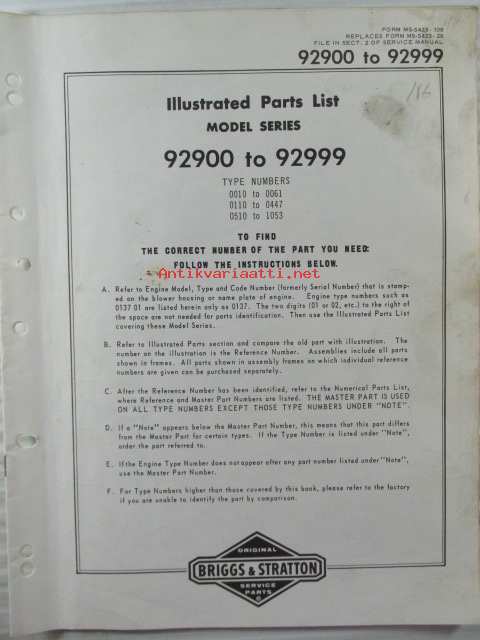 FORM MS-5423-
REPLACES FORM MS-5423-
FILE IN SECT. 2 OF SERVICE MANUAL
92900 to 92999
186
Illustrated Parts List
MODEL SERIES
92900 to 92999
TYPE NUMBERS
0010 to 0061
0110 to 0447
0510 to 1053
TO FIND
THE CORRECT NUMBER OF THE PART YOU NEED:
FOLLOW THE INSTRUCTIONS BELOW.
Antikvariaatti.net
A. Refer to Engine Model, Type and Code Number (formerly Serial Number) that is stamp-
ed on the blower housing or name plate of engine. Engine type numbers such as
0137 01 are listed herein only as 0137. The two digits (01 or 02, etc.) to the right of
the space are not needed for parts identification. Then use the Illustrated Parts List
covering these Model Series.
B. Refer to Illustrated Parts section and compare the old part with illustration. The
number on the illustration is the Reference Number. Assemblies include all parts
shown in frames. All parts shown in assembly frames on which individual reference
numbers are given can be purchased separately.
C. After the Reference Number has been identified, refer to the Numerical Parts List,
where Reference and Master Part Numbers are listed. THE MASTER PART IS USED
ON ALL TYPE NUMBERS EXCEPT THOSE TYPE NUMBERS UNDER "NOTE".
D. If a "Note" appears below the Master Part Number, this means that this part differs
from the Master Part for certain types. If the Type Number is listed under "Note",
order the part referred to.
E. If the Engine Type Number does not appear after any part number listed under "Note",
use the Master Part Number.
F. For Type Numbers higher than those covered by this book, please refer to the factory
if you are unable to identify the part by comparison.
ORIGINAL
BRIGGS & STRATTON
SERVICE
PARTS